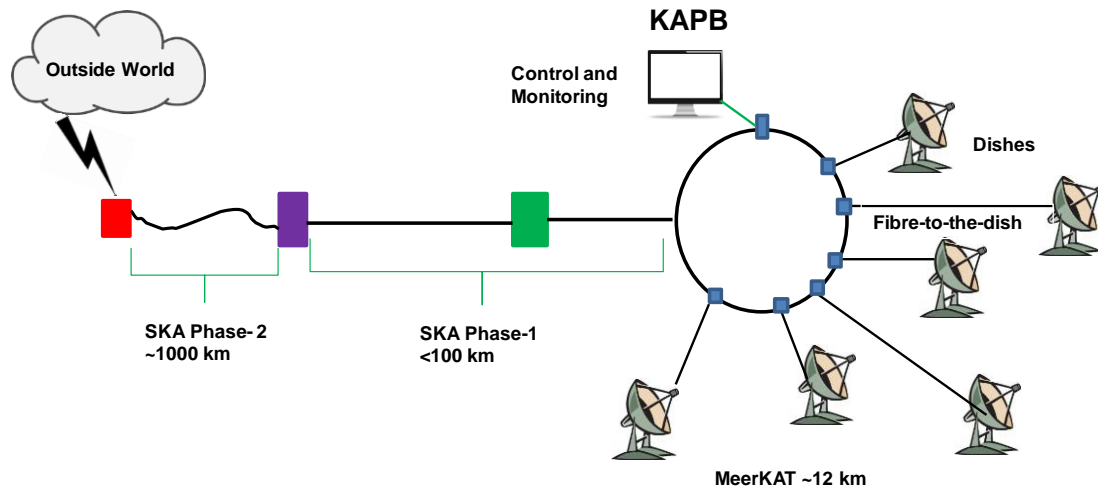 KAPB
Outside World
Control and
Monitoring
Dishes
Fibre-to-the-dish
SKA Phase- 2
~1000 km
SKA Phase-1
<100 km
MeerKAT ~12 km